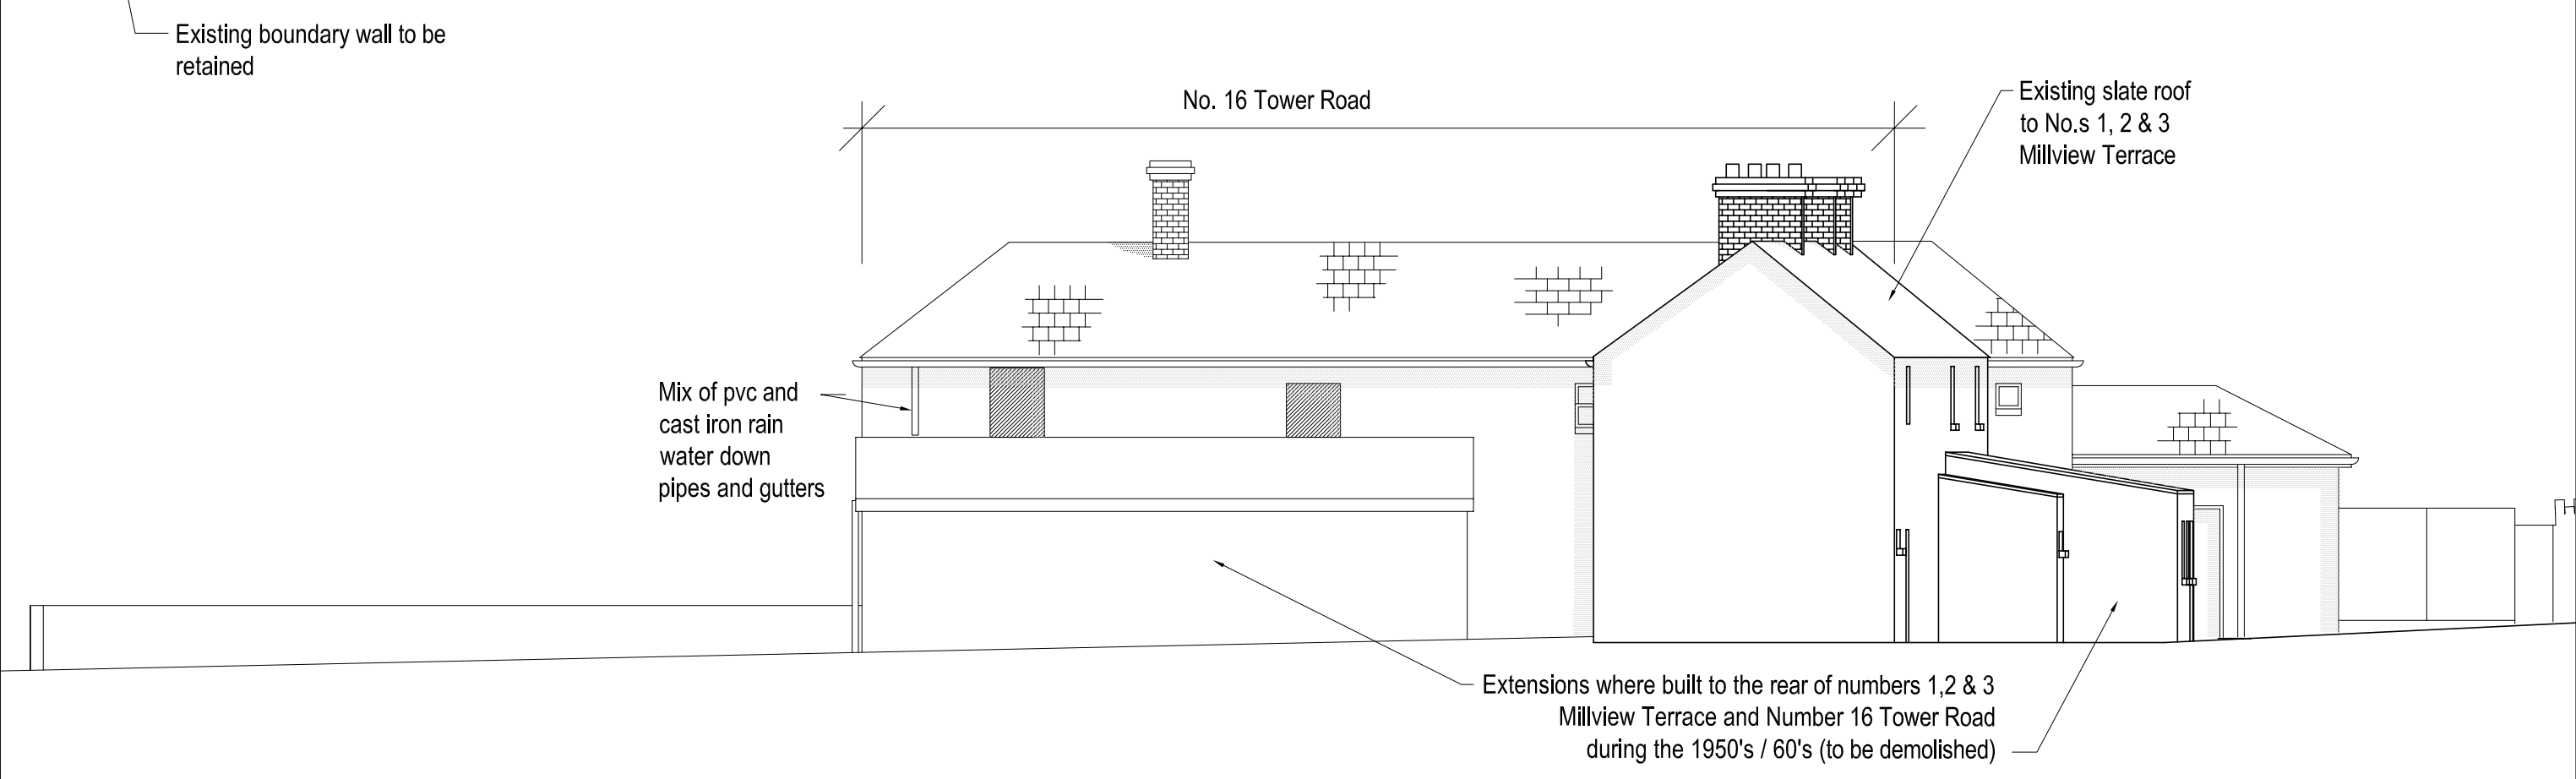 Existing boundary wall to be
retained
No. 16 Tower Road
Existing slate roof
to No.s 1, 2 & 3
Millview Terrace
Mix of pvc and
cast iron rain
water down
pipes and gutters
Extensions where built to the rear of numbers 1,2 & 3
Millview Terrace and Number 16 Tower Road
during the 1950's / 60's (to be demolished)